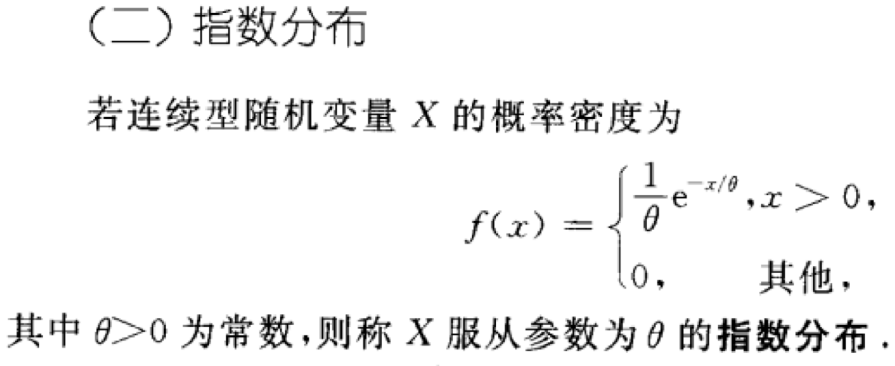 （二）指数分布
若连续型随机变量 X 的概率密度为
f(x) = { 1/θ e^{-x/θ}, x > 0,
0, 其他,
其中 θ>0 为常数,则称 X 服从参数为 θ 的指数分布.